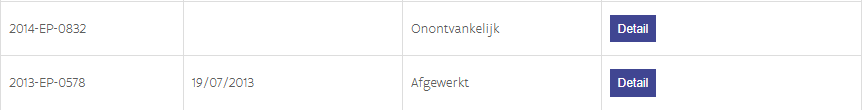 2014-EP-0832 Onontvankelijk Detail
2013-EP-0578 19/07/2013 Afgewerkt Detail